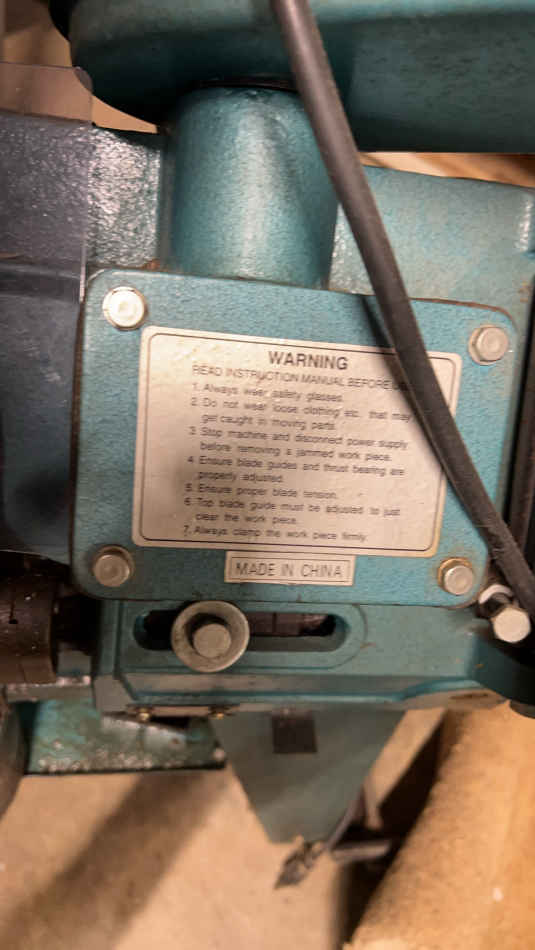 WARNING
READ INSTRUCTION MANUAL BEFORE
1. Always wear safety glasses.
2. Do not wear loose clothing etc. that may
get caught in moving parts.
3 Stop machine and disconnect power supply
before removing a jammed work piece.
4 Ensure blade guides and thrust bearing are
properly adjusted.
5. Ensure proper blade tension.
6. Top blade guide must be adjusted to just
clear the work piece.
7. Always clamp the work piece firmly.
MADE IN CHINA